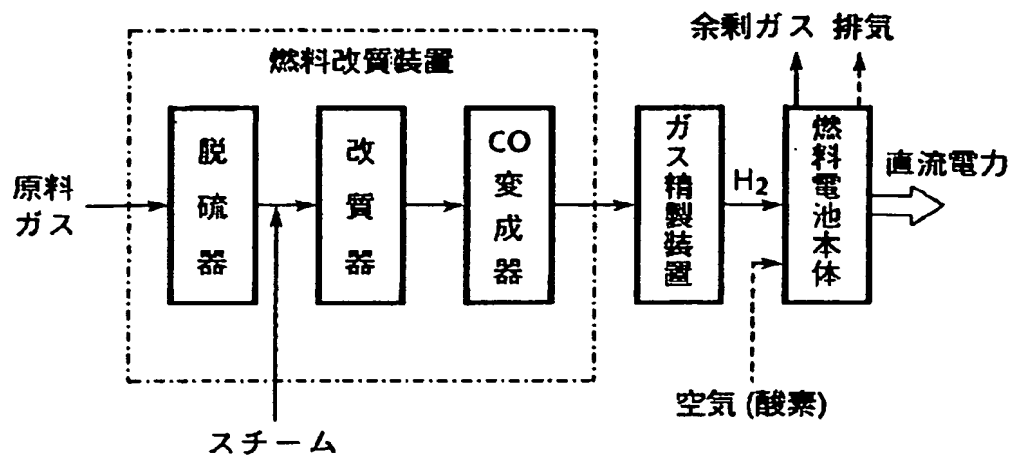 余剰ガス 排気
燃料改質装置
原料
ガス
脱硫器
改質器
CO
変成器
ガス精製装置
H2
燃料電池本体
直流電力
空気(酸素)
スチーム